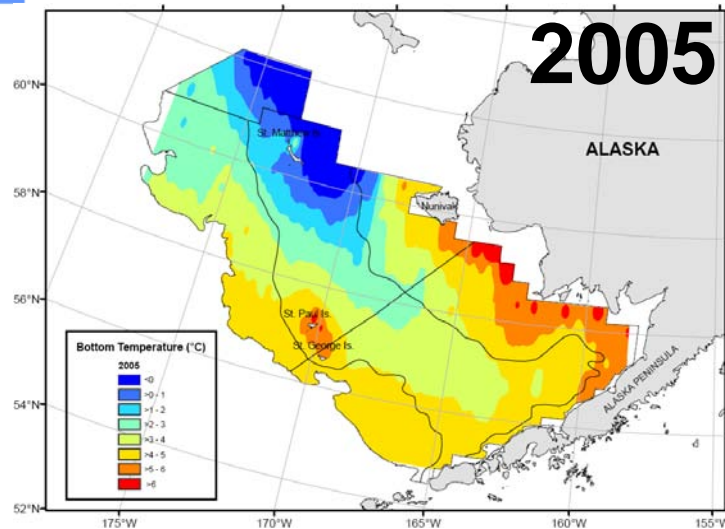 2005
60°N
58°N
56°N
54°N
52°N
ALASKA
St. Matthew Is.
Nunivak
St. Paul Is.
St. George Is.
ALASKA PENINSULA
Bottom Temperature (°C)
2005
<0
>0 - 1
>1 - 2
>2 - 3
>3 - 4
>4 - 5
>5 - 6
>6
175°W
170°W
165°W
160°W
155°W